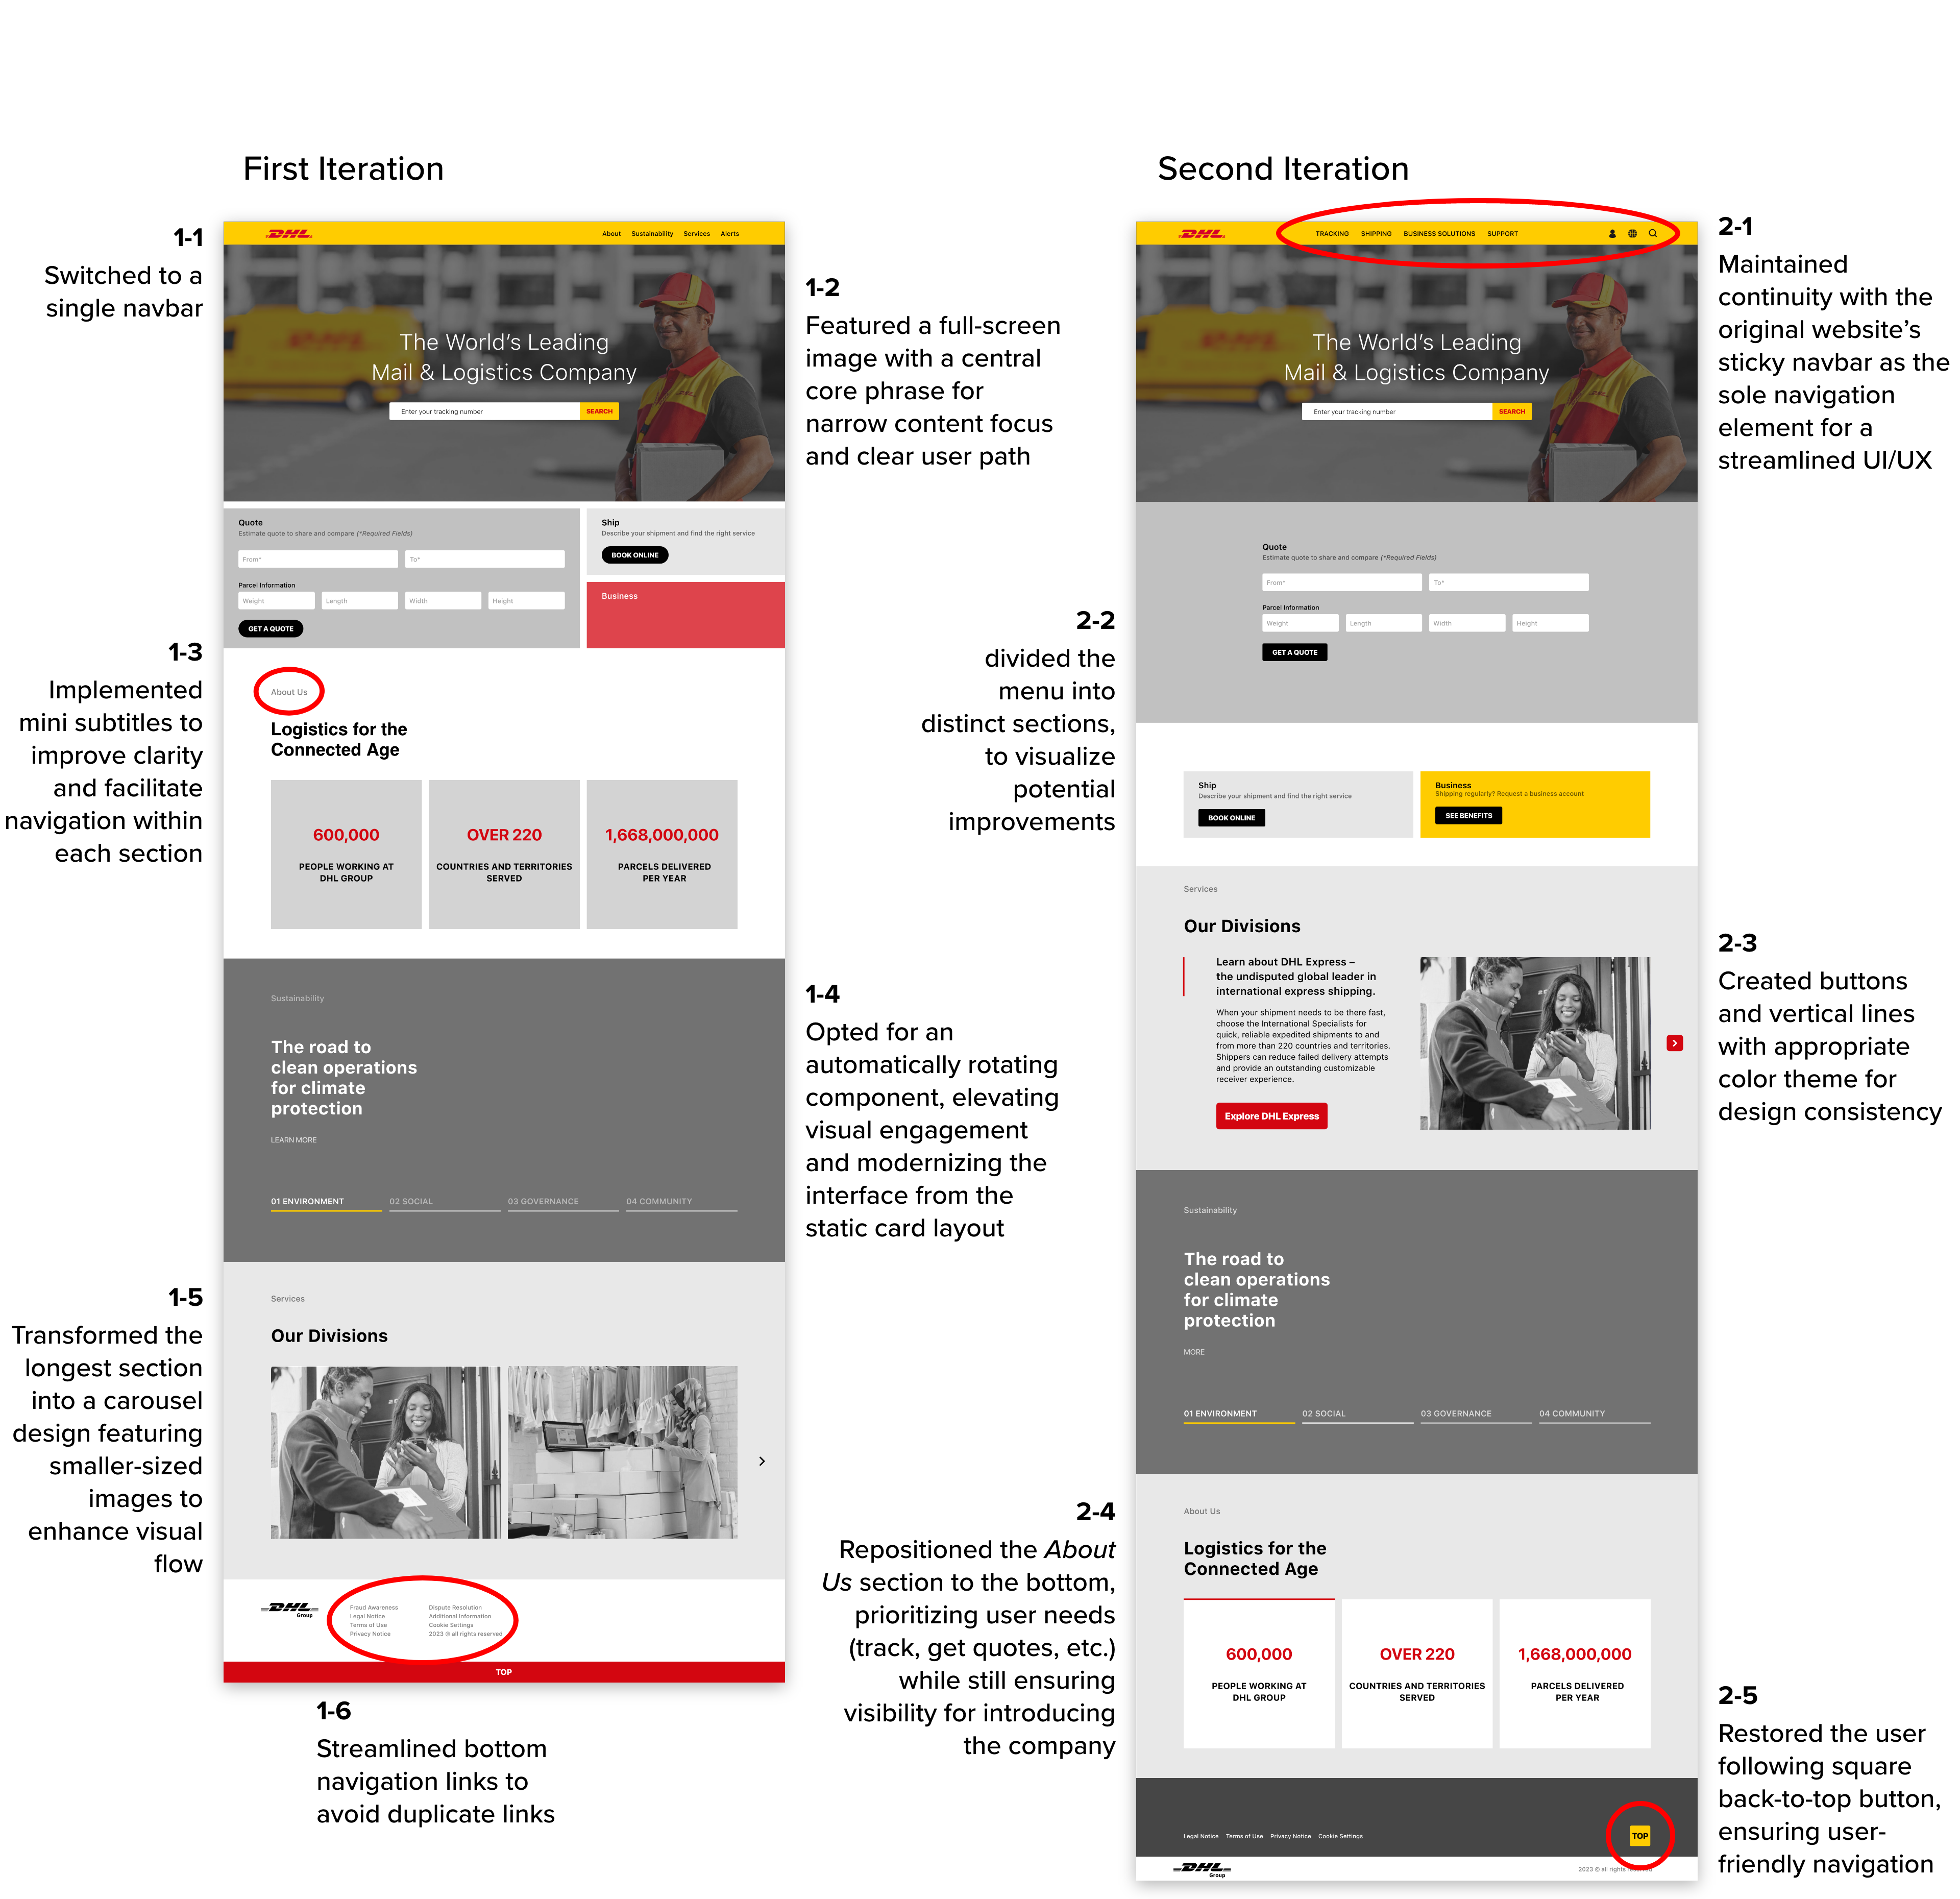 First Iteration
1-1
Switched to a
single navbar
DHL
About Sustainability Services Alerts
The World's Leading
Mail & Logistics Company
Enter your tracking number
SEARCH
1-2
Featured a full-screen
image with a central
core phrase for
narrow content focus
and clear user path
Quote
Estimate quote to share and compare (*Required Fields)
From*
To*
Parcel Information
Weight
Length
Width
Height
GET A QUOTE
Ship
Describe your shipment and find the right service
BOOK ONLINE
Business
1-3
Implemented
mini subtitles to
improve clarity
and facilitate
navigation within
each section
About Us
Logistics for the
Connected Age
600,000
PEOPLE WORKING AT
DHL GROUP
OVER 220
COUNTRIES AND TERRITORIES
SERVED
1,668,000,000
PARCELS DELIVERED
PER YEAR
Sustainability
The road to
clean operations
for climate
protection
LEARN MORE
01 ENVIRONMENT
02 SOCIAL
03 GOVERNANCE
04 COMMUNITY
1-4
Opted for an
automatically rotating
component, elevating
visual engagement
and modernizing the
interface from the
static card layout
1-5
Transformed the
longest section
into a carousel
design featuring
smaller-sized
images to
enhance visual
flow
Services
Our Divisions
DHL
Group
Fraud Awareness
Legal Notice
Terms of Use
Privacy Notice
Dispute Resolution
Additional Information
Cookie Settings
2023 © all rights reserved
TOP
1-6
Streamlined bottom
navigation links to
avoid duplicate links
Second Iteration
DHL
TRACKING SHIPPING BUSINESS SOLUTIONS SUPPORT
The World's Leading
Mail & Logistics Company
Enter your tracking number
SEARCH
2-1
Maintained
continuity with the
original website's
sticky navbar as the
sole navigation
element for a
streamlined UI/UX
Quote
Estimate quote to share and compare (*Required Fields)
From*
To*
Parcel Information
Weight
Length
Width
Height
GET A QUOTE
2-2
divided the
menu into
distinct sections,
to visualize
potential
improvements
Ship
Describe your shipment and find the right service
BOOK ONLINE
Business
Shipping regularly? Request a business account
SEE BENEFITS
Services
Our Divisions
Learn about DHL Express –
the undisputed global leader in
international express shipping.
When your shipment needs to be there fast,
choose the International Specialists for
quick, reliable expedited shipments to and
from more than 220 countries and territories.
Shippers can reduce failed delivery attempts
and provide an outstanding customizable
receiver experience.
Explore DHL Express
2-3
Created buttons
and vertical lines
with appropriate
color theme for
design consistency
Sustainability
The road to
clean operations
for climate
protection
MORE
01 ENVIRONMENT
02 SOCIAL
03 GOVERNANCE
04 COMMUNITY
2-4
Repositioned the About
Us section to the bottom,
prioritizing user needs
(track, get quotes, etc.)
while still ensuring
visibility for introducing
the company
About Us
Logistics for the
Connected Age
600,000
PEOPLE WORKING AT
DHL GROUP
OVER 220
COUNTRIES AND TERRITORIES
SERVED
1,668,000,000
PARCELS DELIVERED
PER YEAR
Legal Notice Terms of Use Privacy Notice Cookie Settings
TOP
DHL
Group
2023 © all rights
2-5
Restored the user
following square
back-to-top button,
ensuring user-
friendly navigation